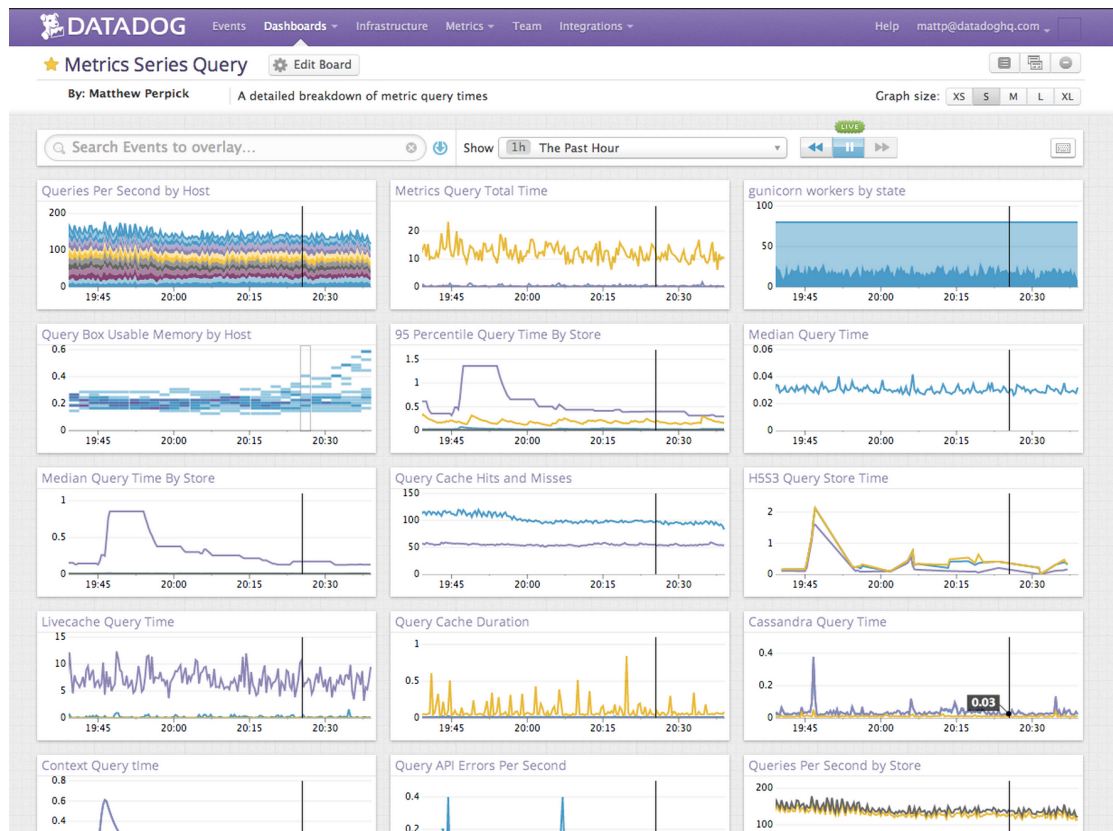 DATADOG Events Dashboards Infrastructure Metrics Team Integrations Help mattp@datadoghq.com
Metrics Series Query Edit Board
By: Matthew Perpick A detailed breakdown of metric query times Graph size: XS S M L XL
LIVE
Search Events to overlay... Show 1h The Past Hour
Queries Per Second by Host
200
100
0
19:45 20:00 20:15 20:30
Metrics Query Total Time
20
10
0
19:45 20:00 20:15 20:30
gunicorn workers by state
100
50
0
19:45 20:00 20:15 20:30
Query Box Usable Memory by Host
0.6
0.4
0.2
0
19:45 20:00 20:15 20:30
95 Percentile Query Time By Store
1.5
1
0.5
0
19:45 20:00 20:15 20:30
Median Query Time
0.06
0.04
0.02
0
19:45 20:00 20:15 20:30
Median Query Time By Store
1
0.5
0
19:45 20:00 20:15 20:30
Query Cache Hits and Misses
150
100
50
0
19:45 20:00 20:15 20:30
H5S3 Query Store Time
2
1
0
19:45 20:00 20:15 20:30
Livecache Query Time
15
10
5
0
19:45 20:00 20:15 20:30
Query Cache Duration
1
0.5
0
19:45 20:00 20:15 20:30
Cassandra Query Time
0.4
0.2
0
0.03
19:45 20:00 20:15 20:30
Context Query tIme
0.8
0.6
0.4
Query API Errors Per Second
0.4
0.2
Queries Per Second by Store
200
100